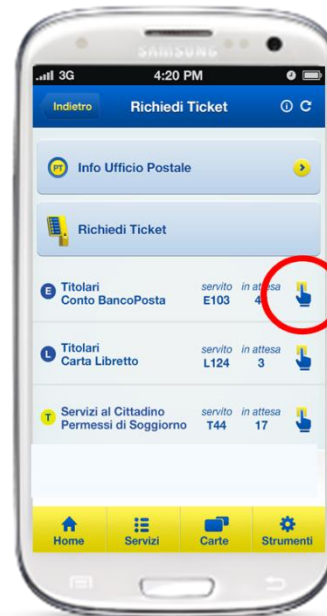 SAMSUNG
3G 4:20 PM
Indietro Richiedi Ticket
PT Info Ufficio Postale
Richiedi Ticket
E Titolari servito in attesa
Conto BancoPosta E103 4
L Titolari servito in attesa
Carta Libretto L124 3
T Servizi al Cittadino servito in attesa
Permessi di Soggiorno T44 17
Home Servizi Carte Strumenti